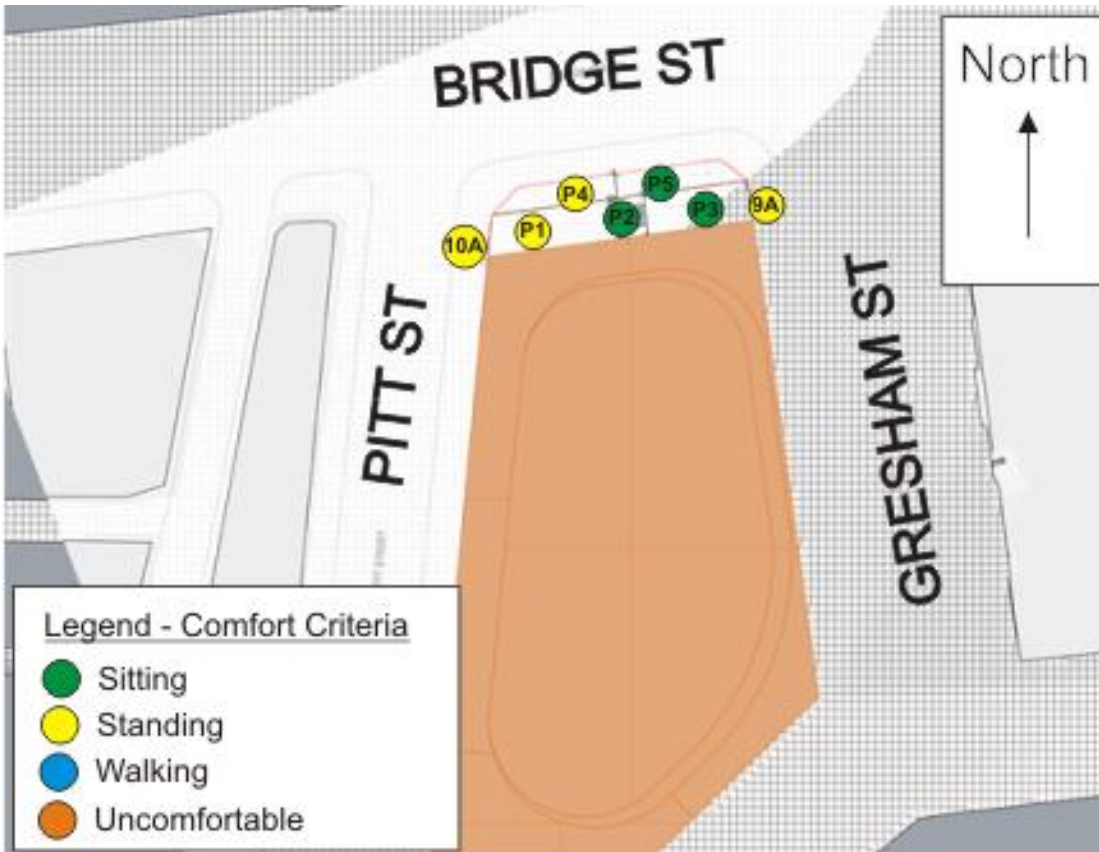 BRIDGE ST
North
P4
P5
10A
P1
P2
P3
9A
PITT ST
GRESHAM ST
Legend - Comfort Criteria
Sitting
Standing
Walking
Uncomfortable